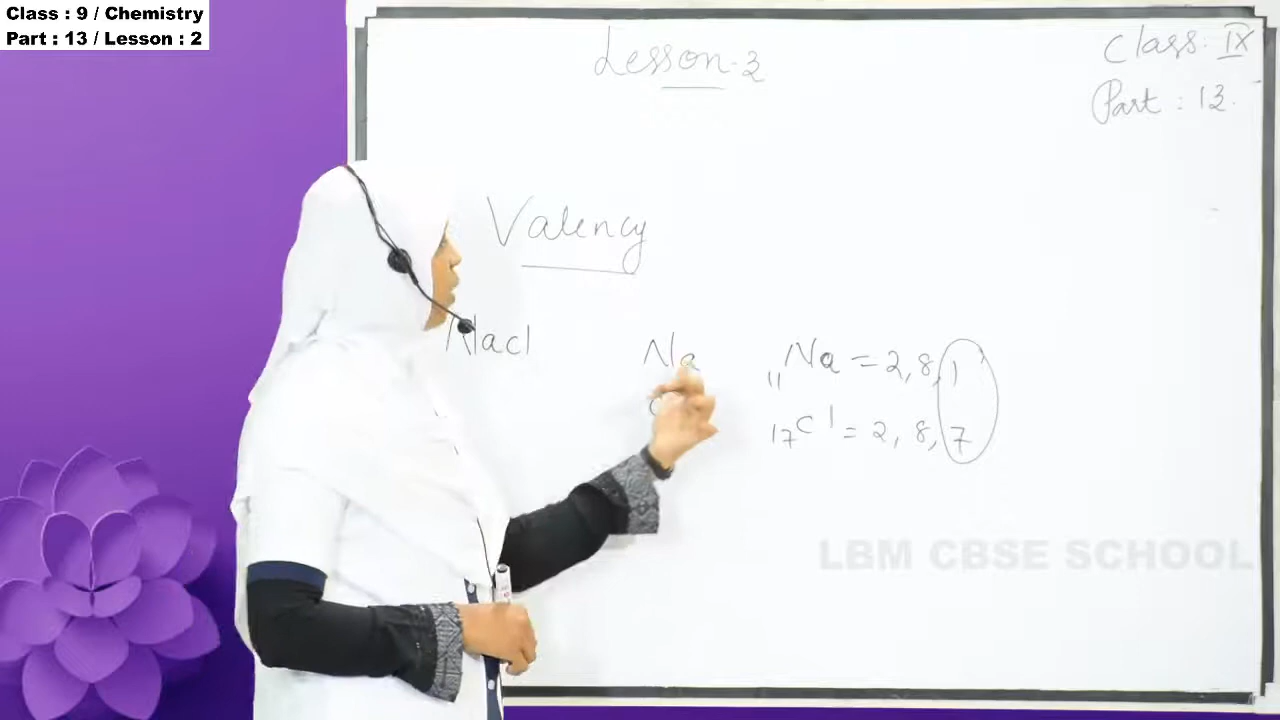 Class : 9 / Chemistry
Part : 13 / Lesson : 2
Lesson-2
Class: IX
Part : 13.
Valency
Nacl
Na
11Na = 2, 8, 1
17Cl = 2, 8, 7
LBM CBSE SCHOOL